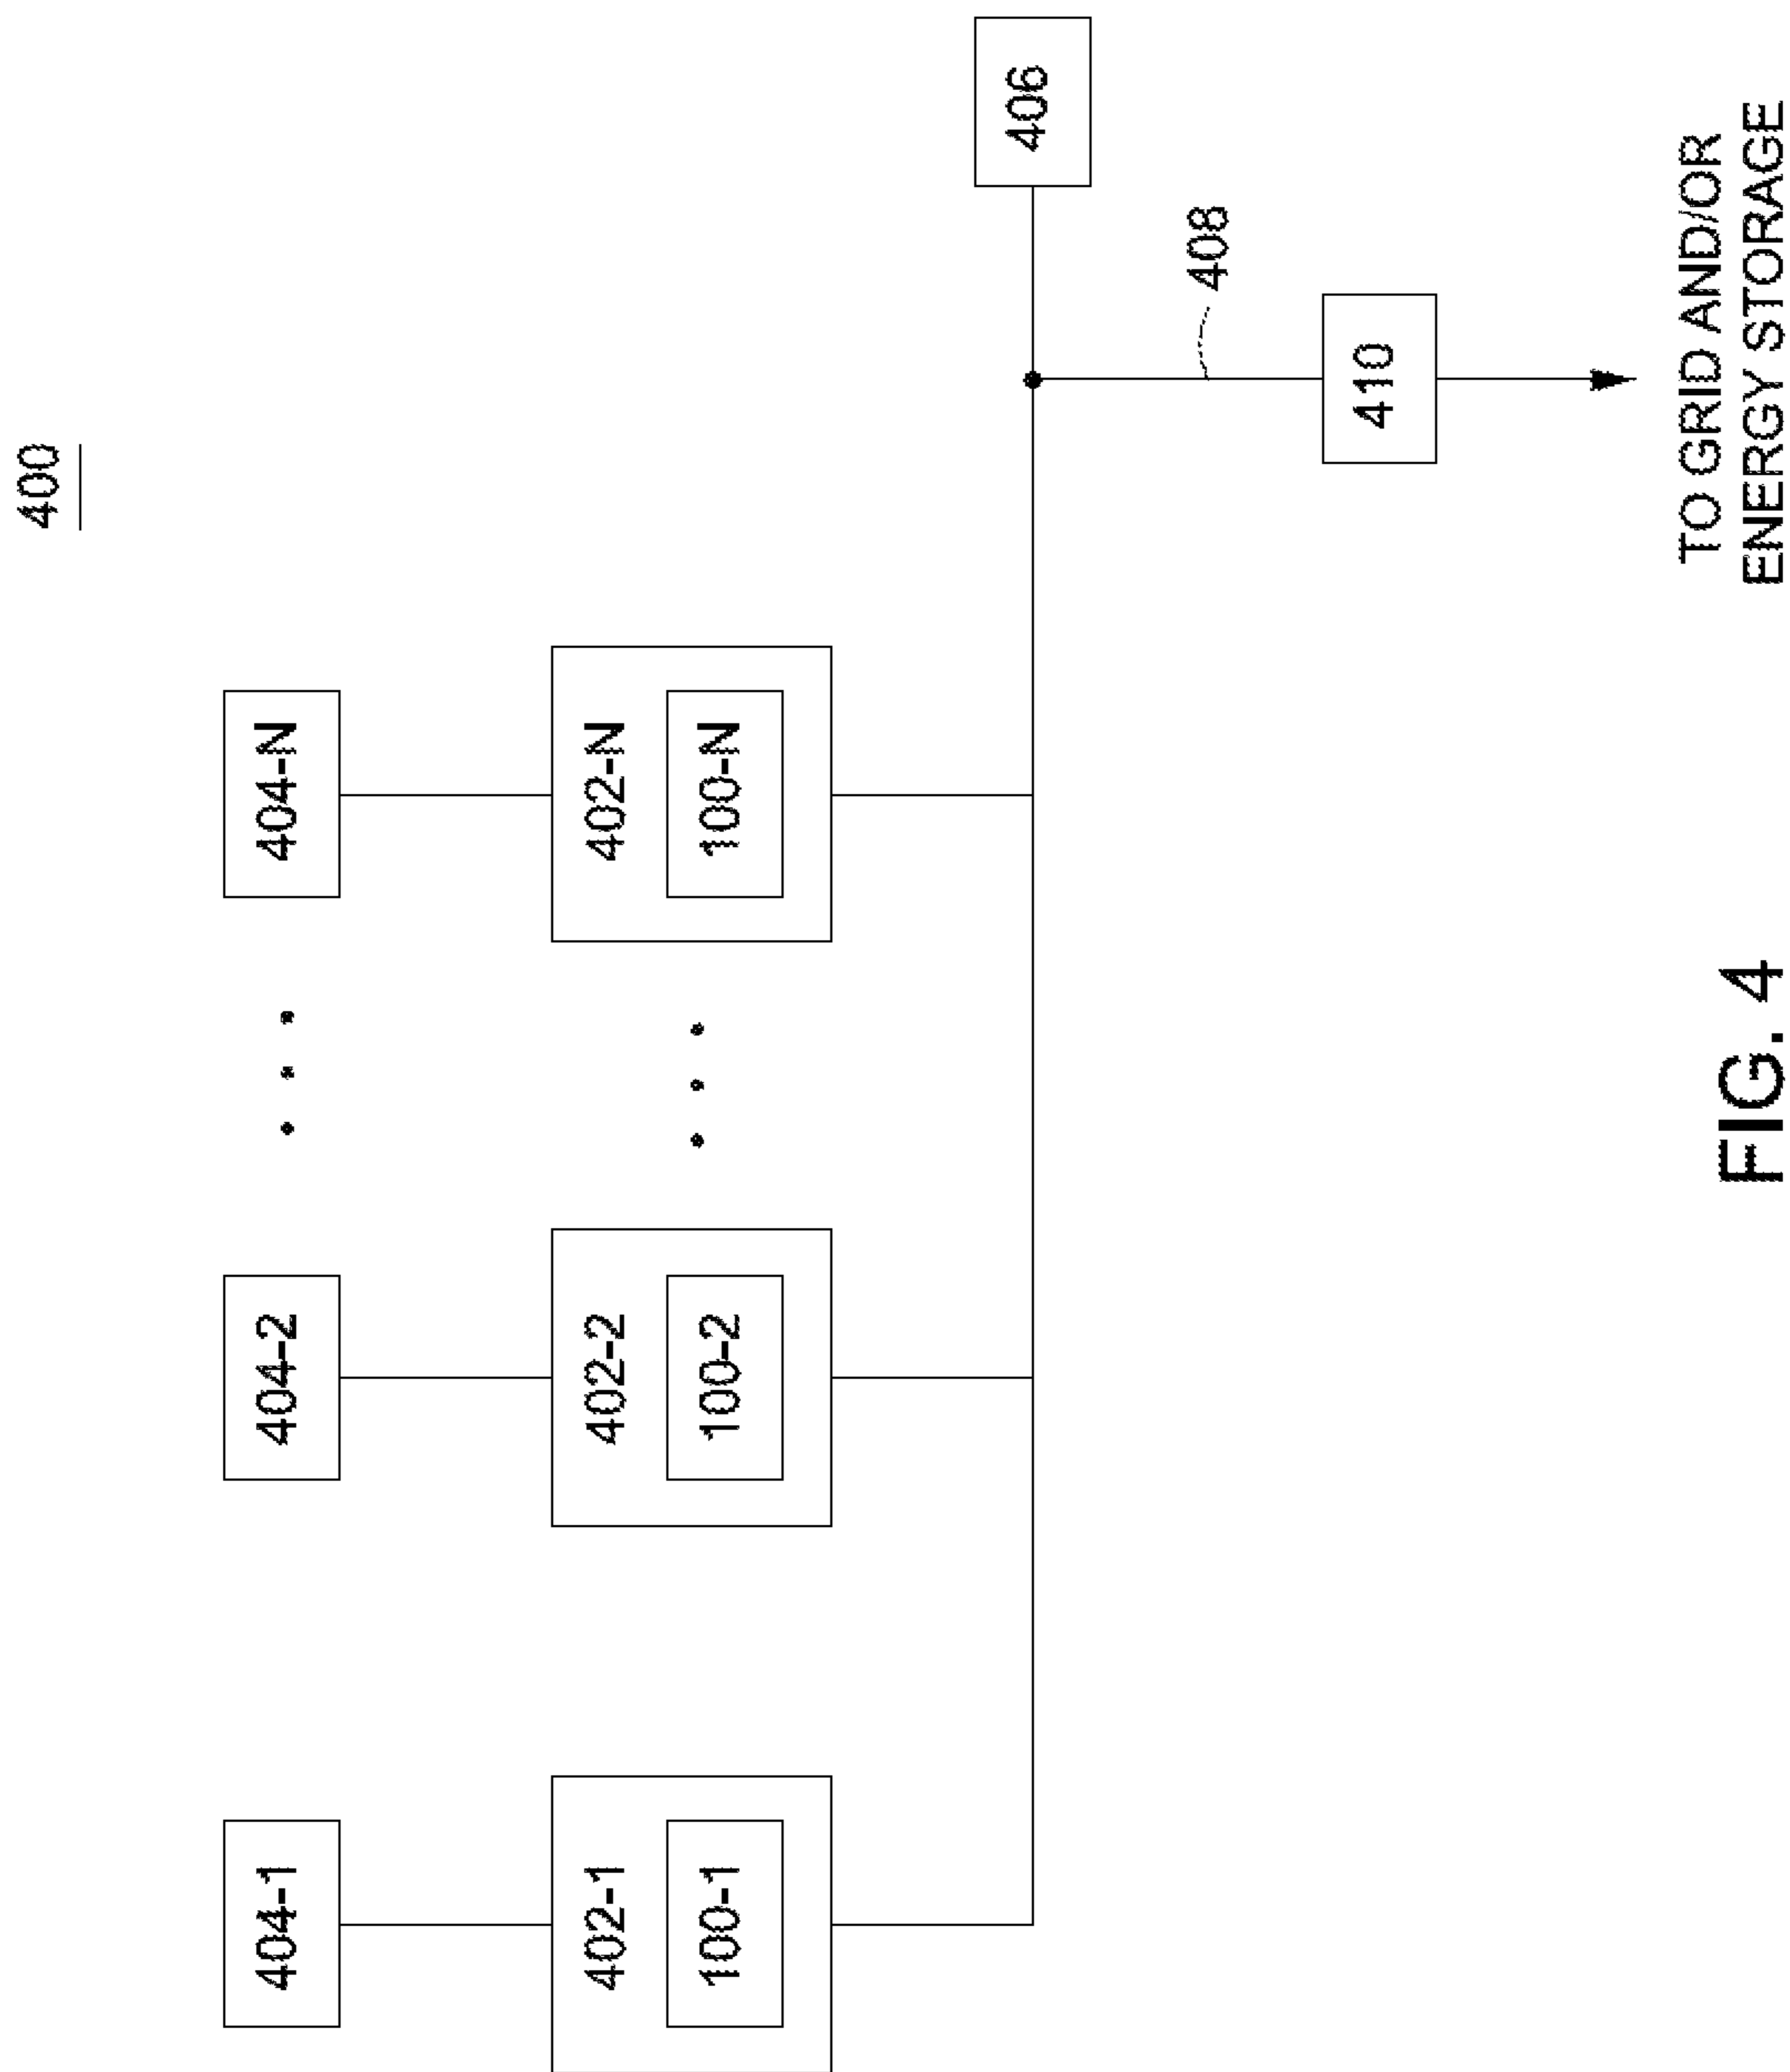 400
404-1
404-2
404-N
402-1
402-2
402-N
100-1
100-2
100-N
406
408
410
TO GRID AND/OR
ENERGY STORAGE
FIG. 4